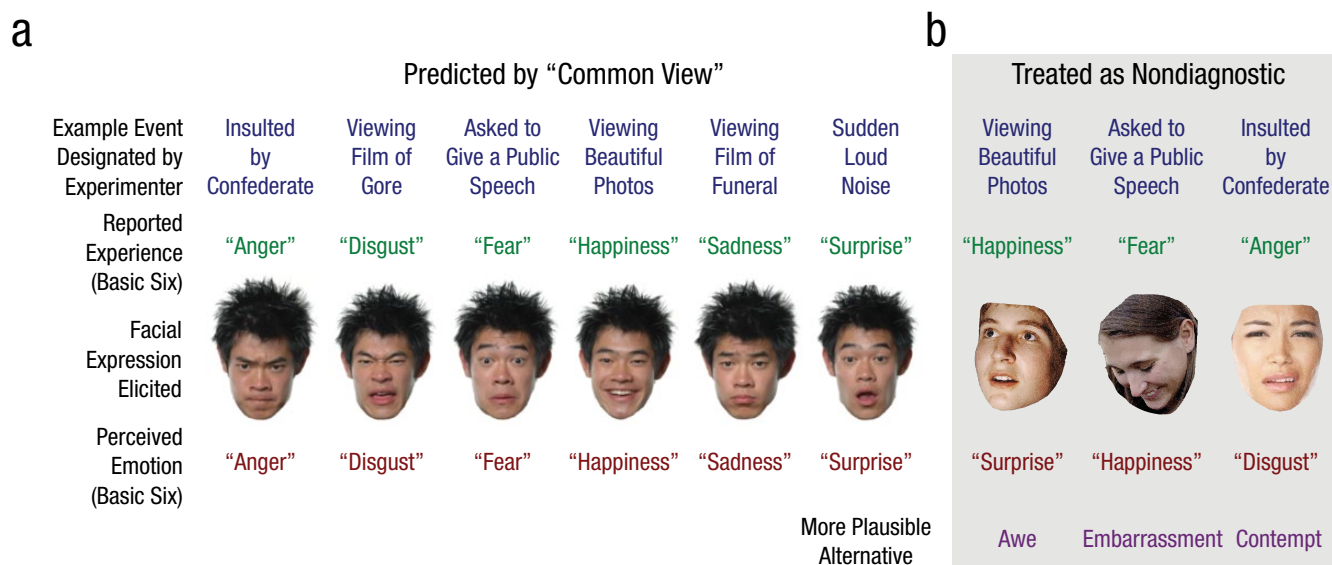 a
b
Predicted by “Common View”
Treated as Nondiagnostic
Example Event
Designated by
Experimenter
Insulted
by
Confederate
Viewing
Film of
Gore
Asked to
Give a Public
Speech
Viewing
Beautiful
Photos
Viewing
Film of
Funeral
Sudden
Loud
Noise
Viewing
Beautiful
Photos
Asked to
Give a Public
Speech
Insulted
by
Confederate
Reported
Experience
(Basic Six)
“Anger”
“Disgust”
“Fear”
“Happiness”
“Sadness”
“Surprise”
“Happiness”
“Fear”
“Anger”
Facial
Expression
Elicited
Perceived
Emotion
(Basic Six)
“Anger”
“Disgust”
“Fear”
“Happiness”
“Sadness”
“Surprise”
“Surprise”
“Happiness”
“Disgust”
More Plausible
Alternative
Awe
Embarrassment
Contempt